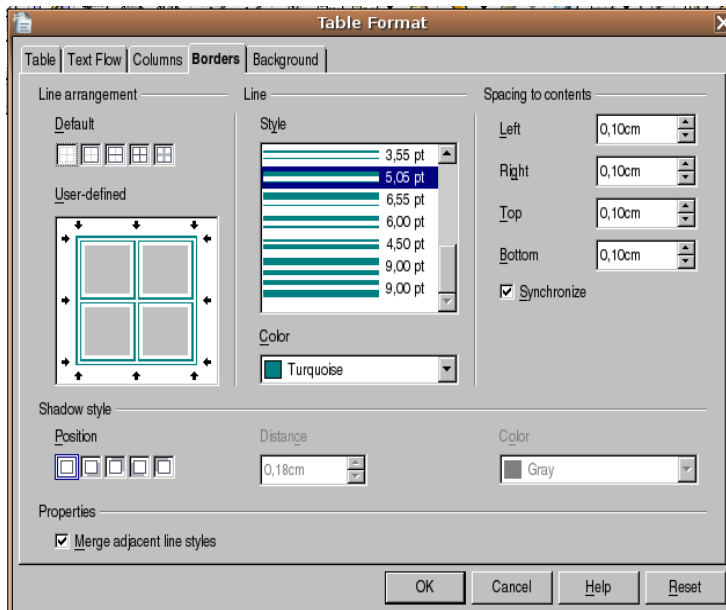 Table Format
Table Text Flow Columns Borders Background
Line arrangement
Default
User-defined
Line
Style
3,55 pt
5,05 pt
6,55 pt
6,00 pt
4,50 pt
9,00 pt
9,00 pt
Color
Turquoise
Spacing to contents
Left 0,10cm
Right 0,10cm
Top 0,10cm
Bottom 0,10cm
Synchronize
Shadow style
Position
Distance
0,18cm
Color
Gray
Properties
Merge adjacent line styles
OK Cancel Help Reset